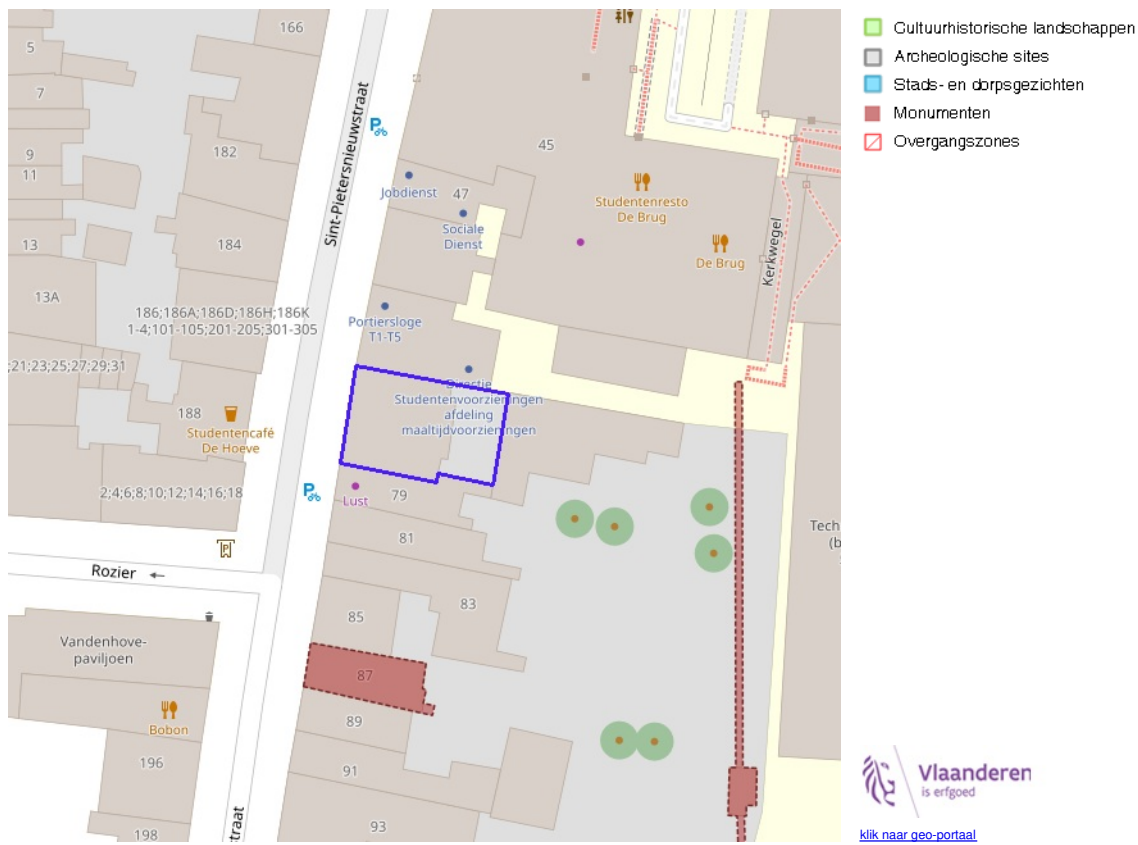 166
5
7
9
11
13
13A
182
184
Sint-Pietersnieuwstraat
Jobdienst
47
Sociale
Dienst
45
Studentenresto
De Brug
De Brug
Kerkwegel
186;186A;186D;186H;186K
1-4;101-105;201-205;301-305
Portiersloge
T1-T5
;21;23;25;27;29;31
188
Studentencafé
De Hoeve
Directie
Studentenvoorzieningen
afdeling
maaltijdvoorzieningen
2;4;6;8;10;12;14;16;18
Lust
79
81
Tech
(b
Rozier ←
85
83
Vandenhove-
paviljoen
87
Bobon
89
196
91
93
198
straat
Cultuurhistorische landschappen
Archeologische sites
Stads- en dorpsgezichten
Monumenten
Overgangszones
Vlaanderen
is erfgoed
klik naar geo-portaal